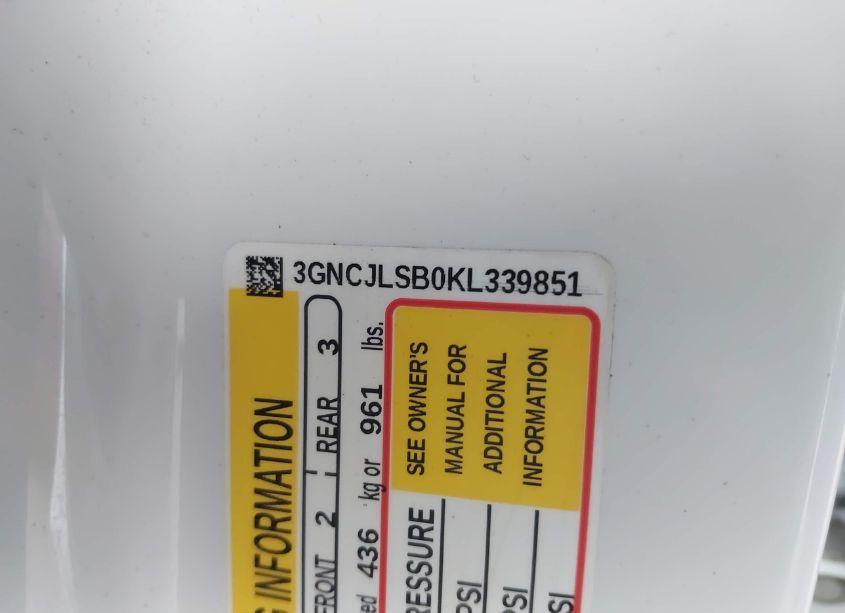 3GNCJLSB0KL339851
INFORMATION
FRONT 2 REAR 3
436 kg or 961 lbs.
SEE OWNER'S
MANUAL FOR
ADDITIONAL
INFORMATION
PSI
PSI
PSI